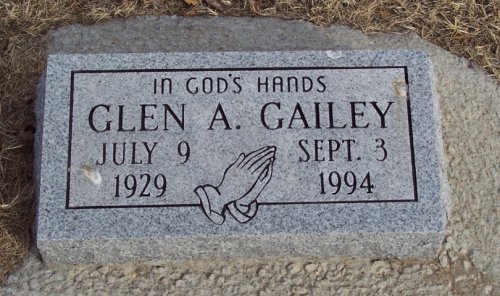 IN GOD'S HANDS
GLEN A. GAILEY
JULY 9 SEPT. 3
1929 1994